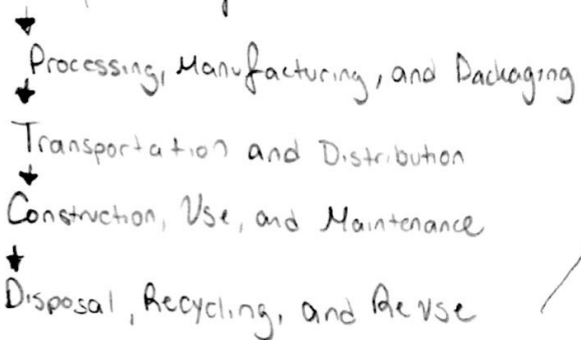 Processing, Manufacturing, and Packaging
Transportation and Distribution
Construction, Use, and Maintenance
Disposal, Recycling, and Reuse